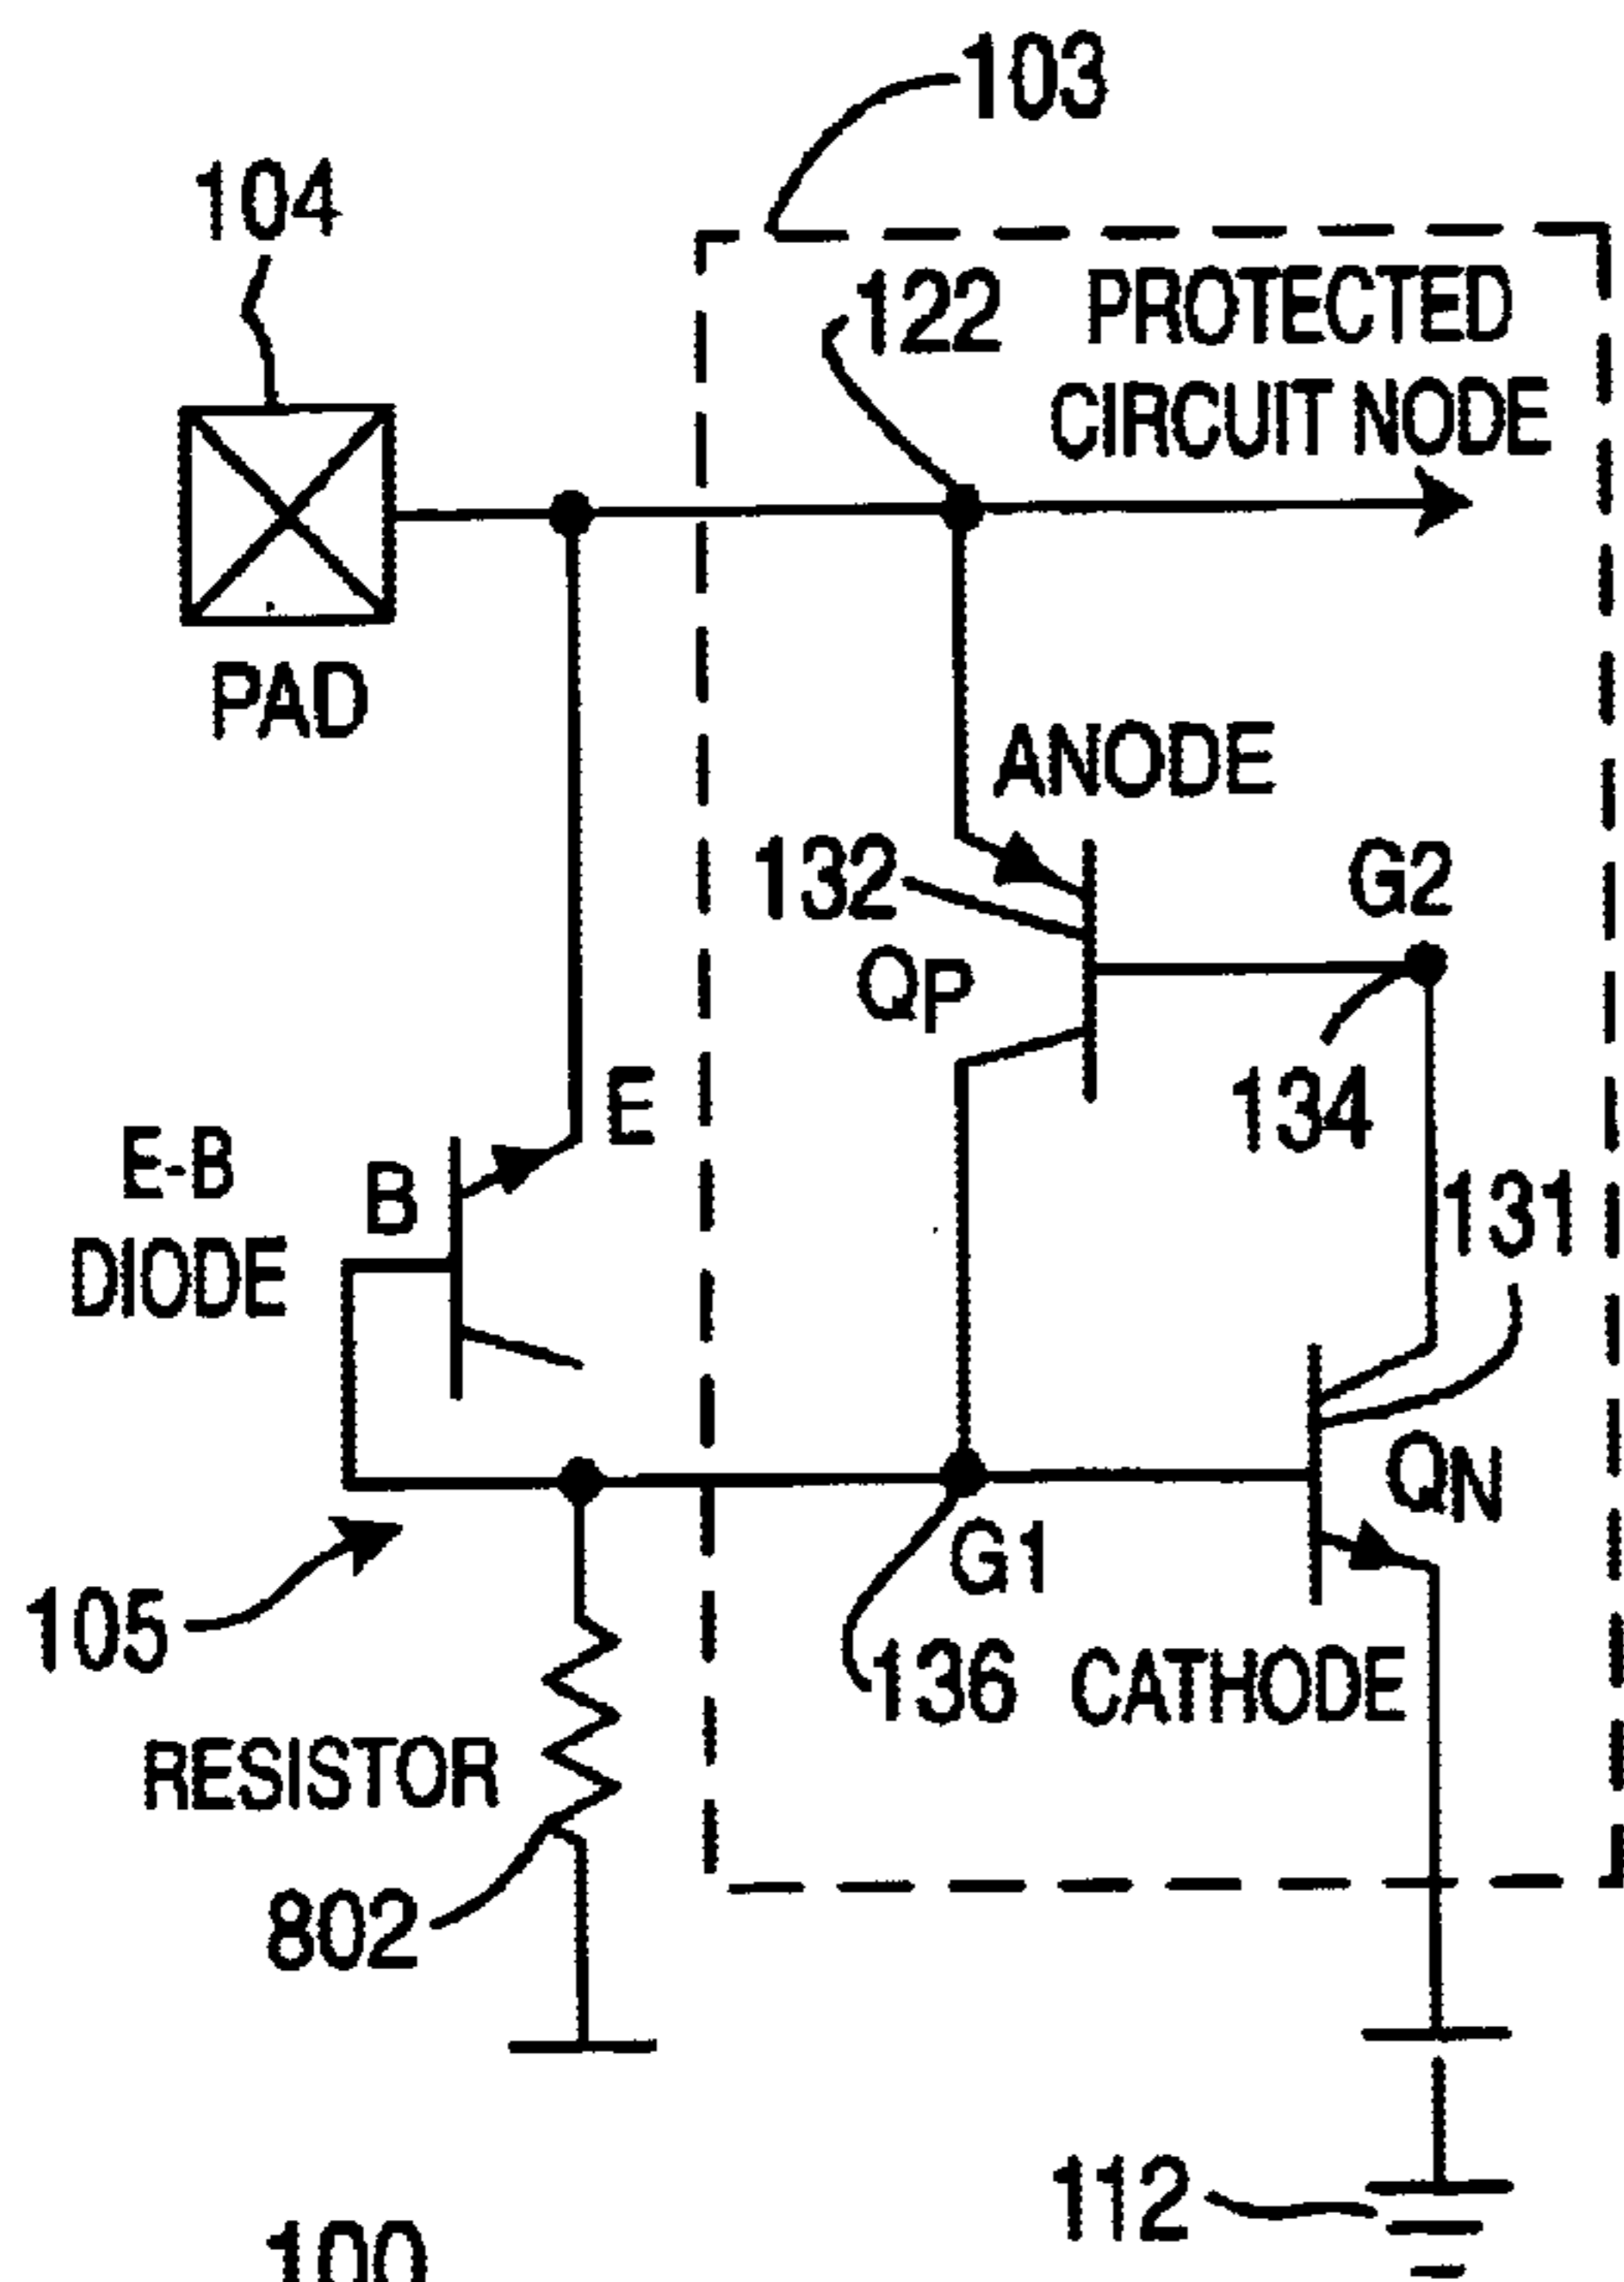 103
104
122 PROTECTED
CIRCUIT NODE
PAD
ANODE
132
G2
QP
134
E
E-B
B
131
DIODE
QN
G1
105
136 CATHODE
RESISTOR
802
112
100